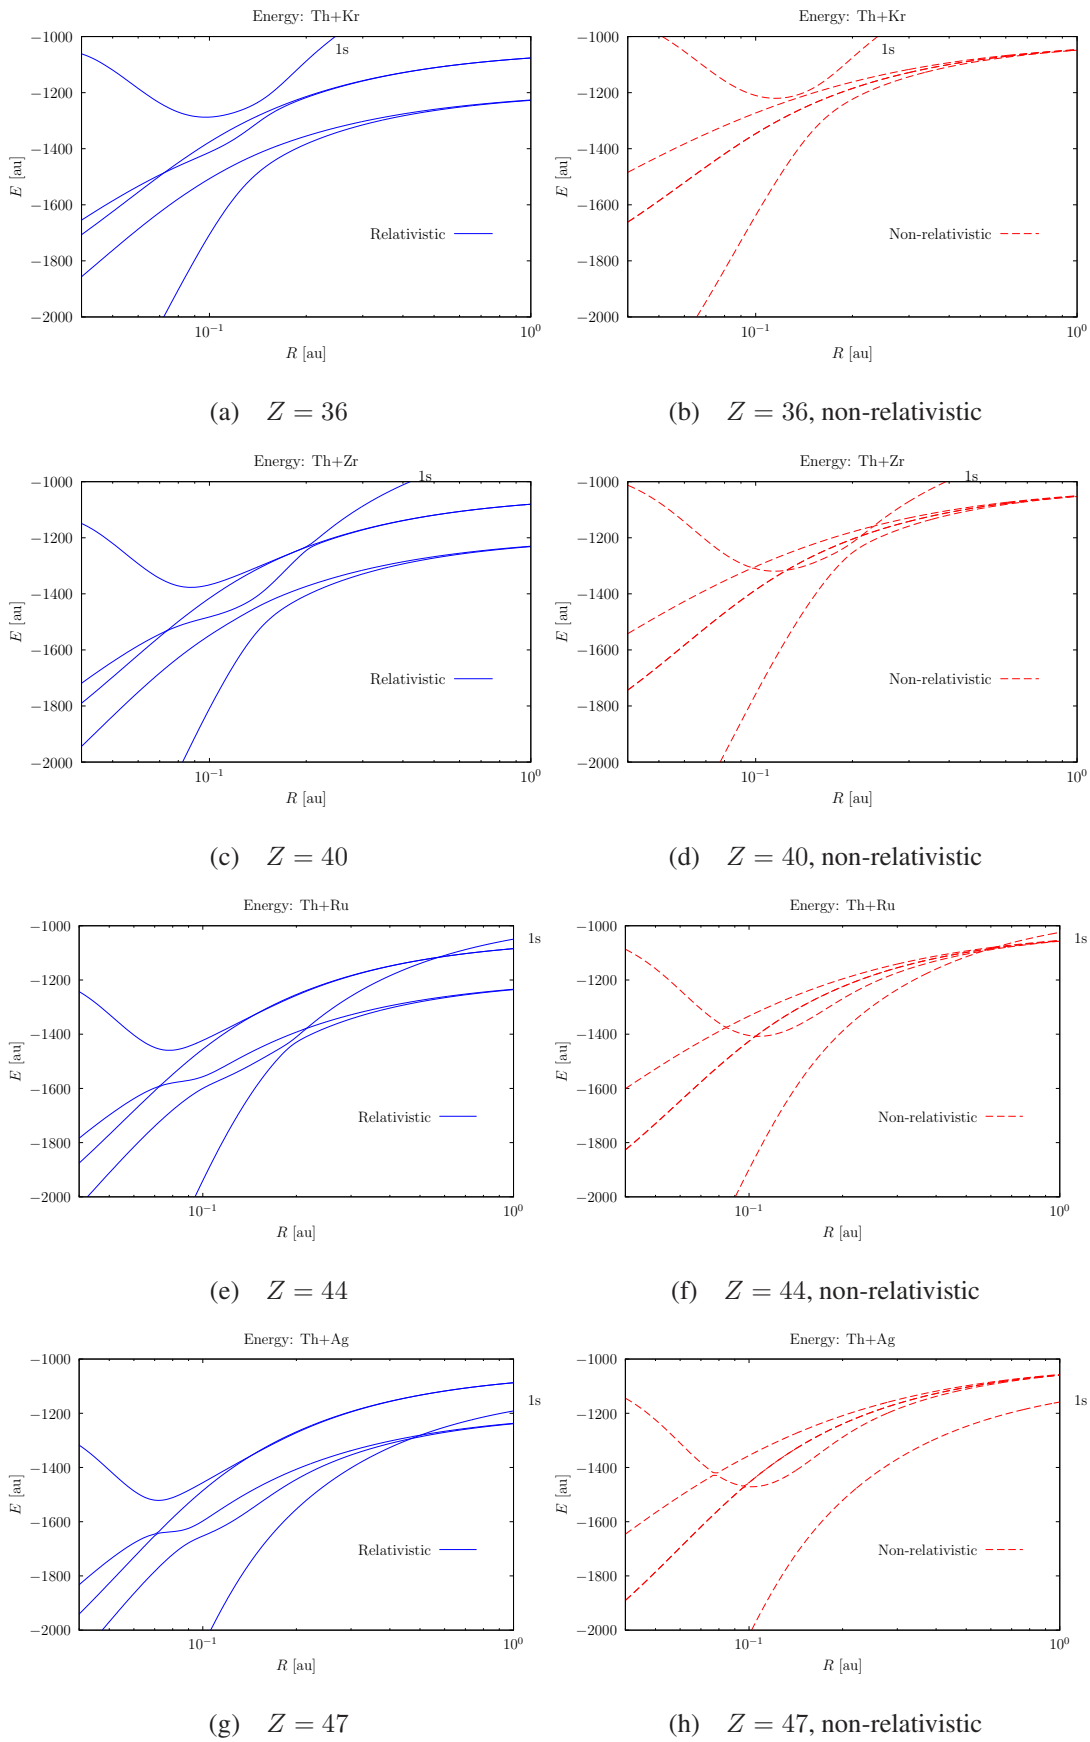 Energy: Th+Kr
Energy: Th+Kr
−1000
−1200
−1400
−1600
−1800
−2000
E [au]
1s
Relativistic
10⁻¹
10⁰
R [au]
−1000
−1200
−1400
−1600
−1800
−2000
E [au]
1s
Non-relativistic
10⁻¹
10⁰
R [au]
(a) Z = 36
(b) Z = 36, non-relativistic
Energy: Th+Zr
Energy: Th+Zr
−1000
−1200
−1400
−1600
−1800
−2000
E [au]
1s
Relativistic
10⁻¹
10⁰
R [au]
−1000
−1200
−1400
−1600
−1800
−2000
E [au]
1s
Non-relativistic
10⁻¹
10⁰
R [au]
(c) Z = 40
(d) Z = 40, non-relativistic
Energy: Th+Ru
Energy: Th+Ru
−1000
−1200
−1400
−1600
−1800
−2000
E [au]
1s
Relativistic
10⁻¹
10⁰
R [au]
−1000
−1200
−1400
−1600
−1800
−2000
E [au]
1s
Non-relativistic
10⁻¹
10⁰
R [au]
(e) Z = 44
(f) Z = 44, non-relativistic
Energy: Th+Ag
Energy: Th+Ag
−1000
−1200
−1400
−1600
−1800
−2000
E [au]
1s
Relativistic
10⁻¹
10⁰
R [au]
−1000
−1200
−1400
−1600
−1800
−2000
E [au]
1s
Non-relativistic
10⁻¹
10⁰
R [au]
(g) Z = 47
(h) Z = 47, non-relativistic